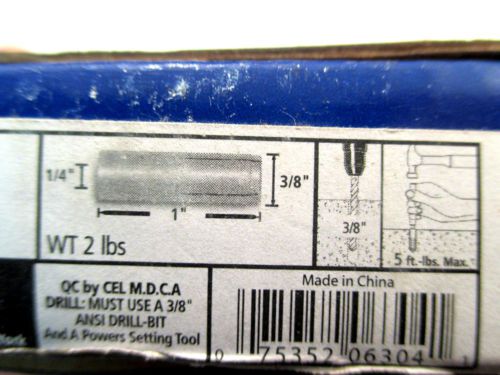 1/4"
3/8"
1"
WT 2 lbs
3/8"
5 ft.-lbs. Max.
QC by CEL M.D.C.A
DRILL: MUST USE A 3/8"
ANSI DRILL-BIT
And A Powers Setting Tool
Made in China
0 75352 06304 1